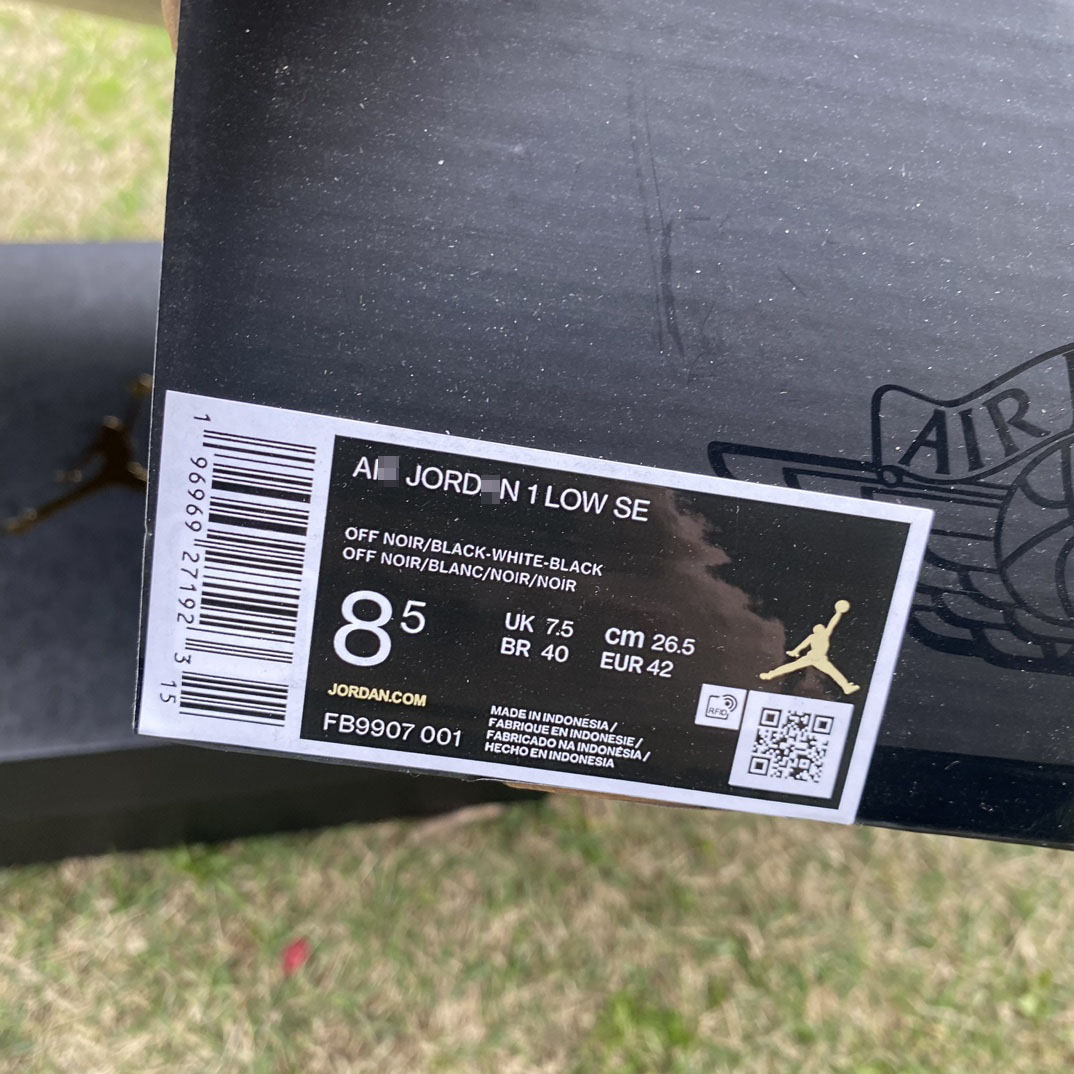 AIR
AI JORD N 1 LOW SE
OFF NOIR/BLACK-WHITE-BLACK
OFF NOIR/BLANC/NOIR/NOIR
8 5
UK 7.5
BR 40
cm 26.5
EUR 42
JORDAN.COM
FB9907 001
MADE IN INDONESIA /
FABRIQUE EN INDONESIE /
FABRICADO NA INDONÉSIA /
HECHO EN INDONESIA
RFID
1 96969 27192 3 15